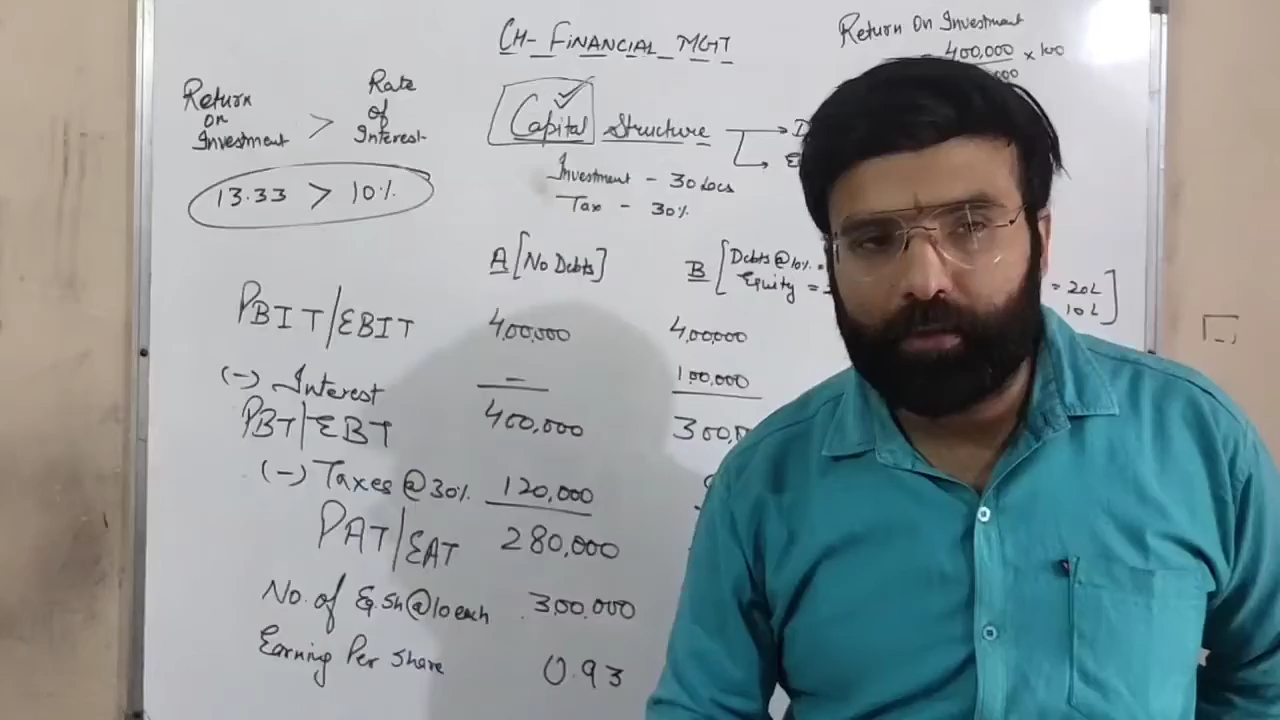 CH- FINANCIAL MGT
Return On Investment
400,000 × 100
Return on Investment > Rate of Interest
13.33 > 10%
Capital Structure
Investment - 30 Lacs
Tax - 30%
A [No Debts]
B [Debts@10% =
Equity =
= 20L
10L]
PBIT/EBIT 400,000 400,000
(-) Interest — 100,000
PBT/EBT 400,000
(-) Taxes @ 30% 120,000
PAT/EAT 280,000
No. of Eq. Sh @ 10 each 300,000
Earning Per Share 0.93